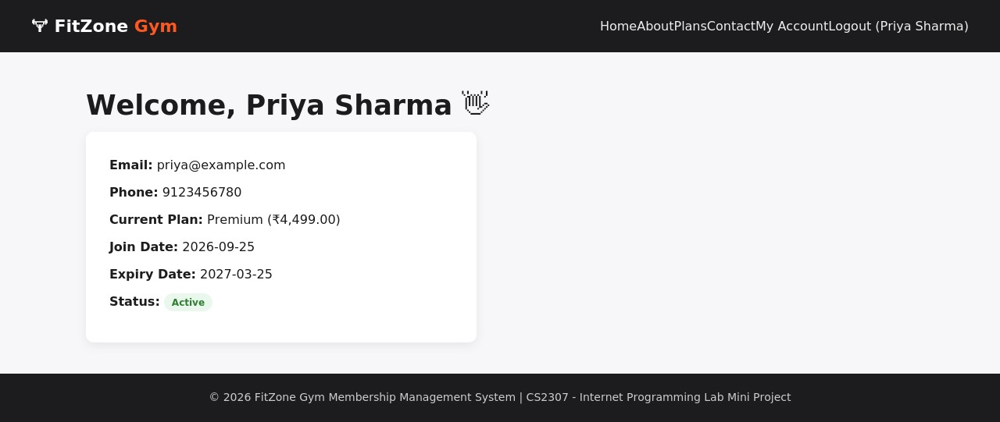 🏋 FitZone Gym
HomeAboutPlansContactMy AccountLogout (Priya Sharma)
Welcome, Priya Sharma 👋
Email: priya@example.com
Phone: 9123456780
Current Plan: Premium (₹4,499.00)
Join Date: 2026-09-25
Expiry Date: 2027-03-25
Status: Active
© 2026 FitZone Gym Membership Management System | CS2307 - Internet Programming Lab Mini Project